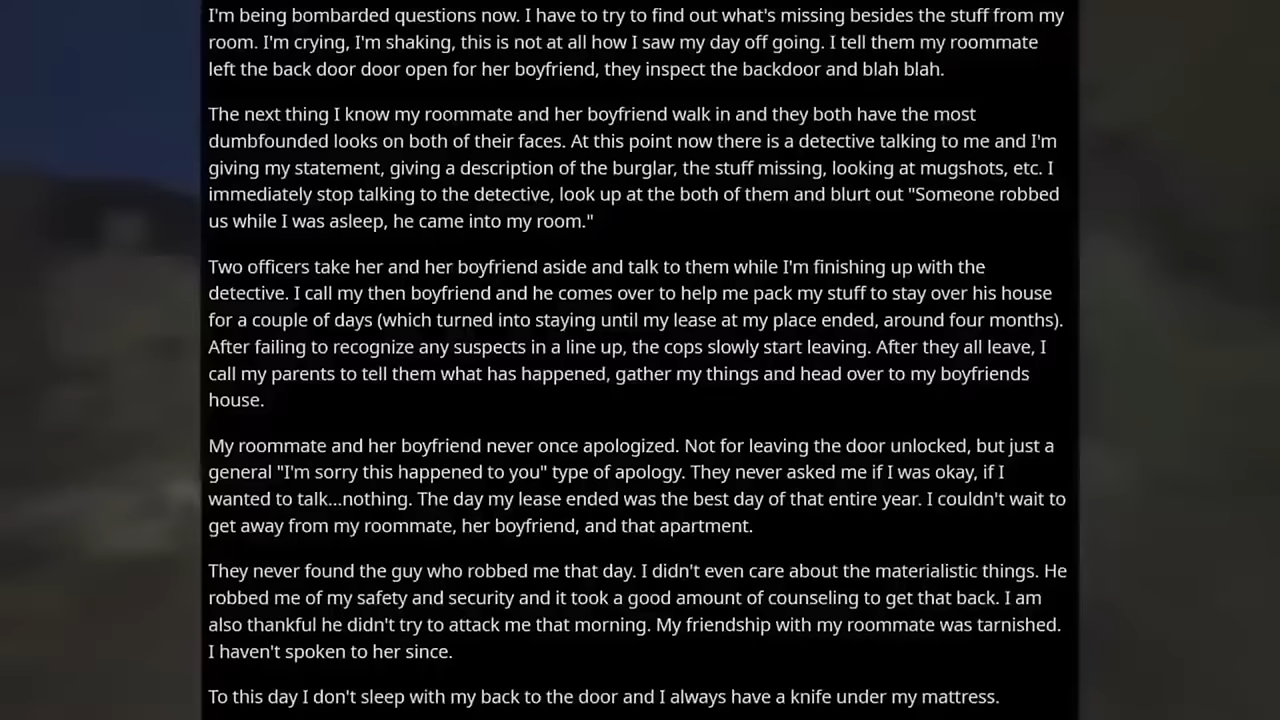 I'm being bombarded questions now. I have to try to find out what's missing besides the stuff from my
room. I'm crying, I'm shaking, this is not at all how I saw my day off going. I tell them my roommate
left the back door door open for her boyfriend, they inspect the backdoor and blah blah.
The next thing I know my roommate and her boyfriend walk in and they both have the most
dumbfounded looks on both of their faces. At this point now there is a detective talking to me and I'm
giving my statement, giving a description of the burglar, the stuff missing, looking at mugshots, etc. I
immediately stop talking to the detective, look up at the both of them and blurt out "Someone robbed
us while I was asleep, he came into my room."
Two officers take her and her boyfriend aside and talk to them while I'm finishing up with the
detective. I call my then boyfriend and he comes over to help me pack my stuff to stay over his house
for a couple of days (which turned into staying until my lease at my place ended, around four months).
After failing to recognize any suspects in a line up, the cops slowly start leaving. After they all leave, I
call my parents to tell them what has happened, gather my things and head over to my boyfriends
house.
My roommate and her boyfriend never once apologized. Not for leaving the door unlocked, but just a
general "I'm sorry this happened to you" type of apology. They never asked me if I was okay, if I
wanted to talk...nothing. The day my lease ended was the best day of that entire year. I couldn't wait to
get away from my roommate, her boyfriend, and that apartment.
They never found the guy who robbed me that day. I didn't even care about the materialistic things. He
robbed me of my safety and security and it took a good amount of counseling to get that back. I am
also thankful he didn't try to attack me that morning. My friendship with my roommate was tarnished.
I haven't spoken to her since.
To this day I don't sleep with my back to the door and I always have a knife under my mattress.